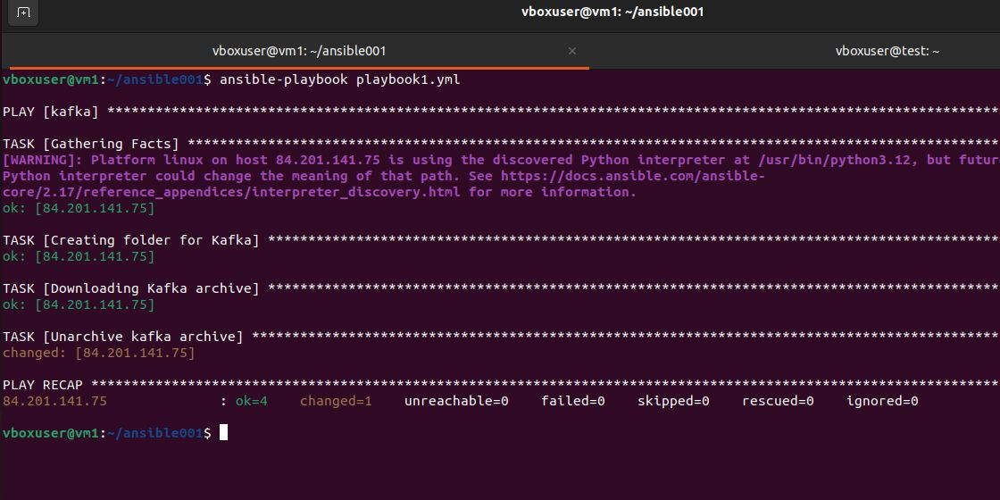 vboxuser@vm1: ~/ansible001
vboxuser@vm1: ~/ansible001 × vboxuser@test: ~
vboxuser@vm1:~/ansible001$ ansible-playbook playbook1.yml
PLAY [kafka] ****************************************************************************************************************
TASK [Gathering Facts] ******************************************************************************************************
[WARNING]: Platform linux on host 84.201.141.75 is using the discovered Python interpreter at /usr/bin/python3.12, but futur
Python interpreter could change the meaning of that path. See https://docs.ansible.com/ansible-
core/2.17/reference_appendices/interpreter_discovery.html for more information.
ok: [84.201.141.75]
TASK [Creating folder for Kafka] ********************************************************************************************
ok: [84.201.141.75]
TASK [Downloading Kafka archive] ********************************************************************************************
ok: [84.201.141.75]
TASK [Unarchive kafka archive] **********************************************************************************************
changed: [84.201.141.75]
PLAY RECAP ******************************************************************************************************************
84.201.141.75 : ok=4 changed=1 unreachable=0 failed=0 skipped=0 rescued=0 ignored=0
vboxuser@vm1:~/ansible001$